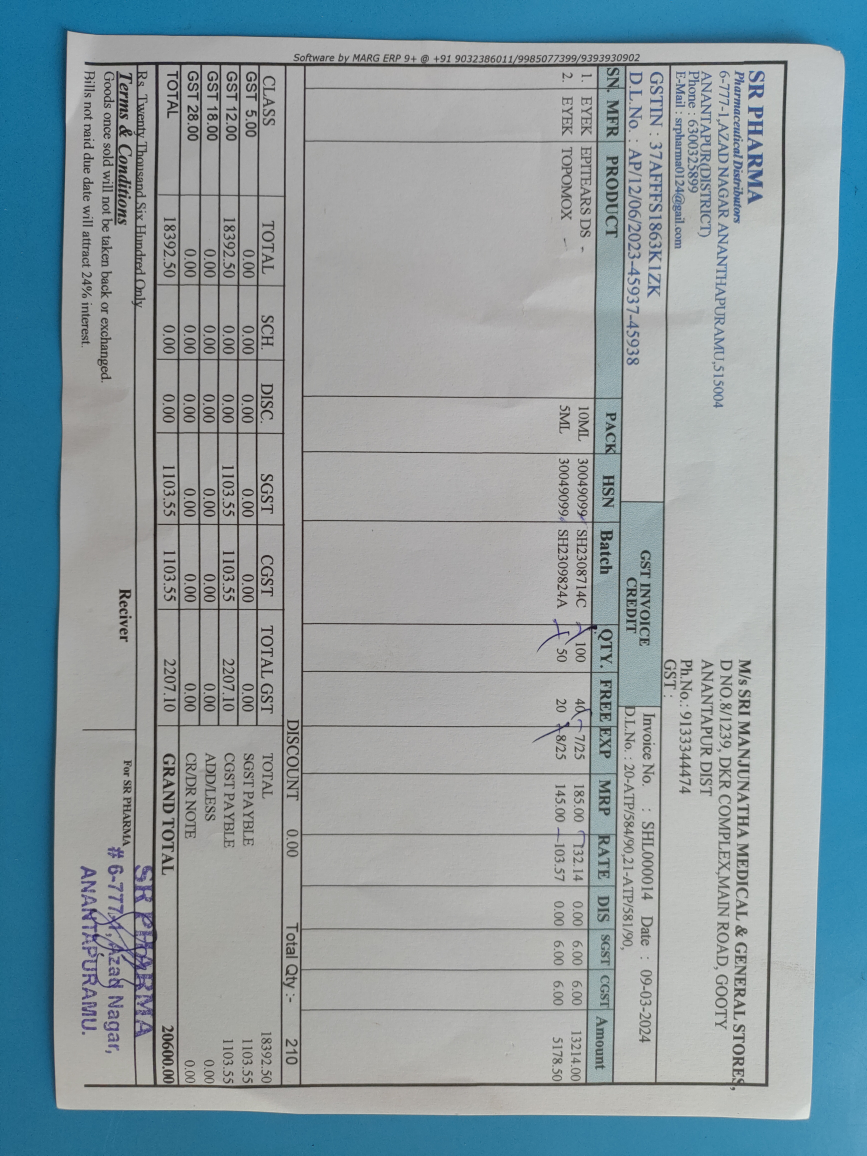 SR PHARMA
Pharmaceutical Distributors
6-777-1,AZAD NAGAR ANANTHAPURAMU,515004
ANANTAPUR(DISTRICT)
Phone : 6300325899
E-Mail : srpharma0124@gail.com
M/s SRI MANJUNATHA MEDICAL & GENERAL STORES,
D NO.8/1239, DKR COMPLEX,MAIN ROAD, GOOTY
ANANTAPUR DIST
Ph.No.: 9133344474
GST :
GSTIN : 37AFFFS1863K1ZK
D.L.No. : AP/12/06/2023-45937-45938
GST INVOICE
CREDIT
Invoice No. : SHL000014 Date : 09-03-2024
D.L.No. : 20-ATP/584/90,21-ATP/581/90,
SN. MFR PRODUCT PACK HSN Batch QTY. FREE EXP MRP RATE DIS SGST CGST Amount
1. EYEK EPITEARS DS - 10ML 30049099 SH2308714C 100 40 7/25 185.00 132.14 0.00 6.00 6.00 13214.00
2. EYEK TOPOMOX - 5ML 30049099 SH2309824A 50 20 8/25 145.00 103.57 0.00 6.00 6.00 5178.50
DISCOUNT 0.00 Total Qty :- 210
CLASS TOTAL SCH. DISC. SGST CGST TOTAL GST TOTAL 18392.50
GST 5.00 0.00 0.00 0.00 0.00 0.00 0.00 SGST PAYBLE 1103.55
GST 12.00 18392.50 0.00 0.00 1103.55 1103.55 2207.10 CGST PAYBLE 1103.55
GST 18.00 0.00 0.00 0.00 0.00 0.00 0.00 ADD/LESS 0.00
GST 28.00 0.00 0.00 0.00 0.00 0.00 0.00 CR/DR NOTE 0.00
TOTAL 18392.50 0.00 0.00 1103.55 1103.55 2207.10 GRAND TOTAL 20600.00
Rs. Twenty Thousand Six Hundred Only
Terms & Conditions
Goods once sold will not be taken back or exchanged.
Bills not naid due date will attract 24% interest.
Reciver
For SR PHARMA
SR PHARMA
# 6-777-1, Azad Nagar,
ANANTAPURAMU.
Software by MARG ERP 9+ @ +91 9032386011/9985077399/9393930902